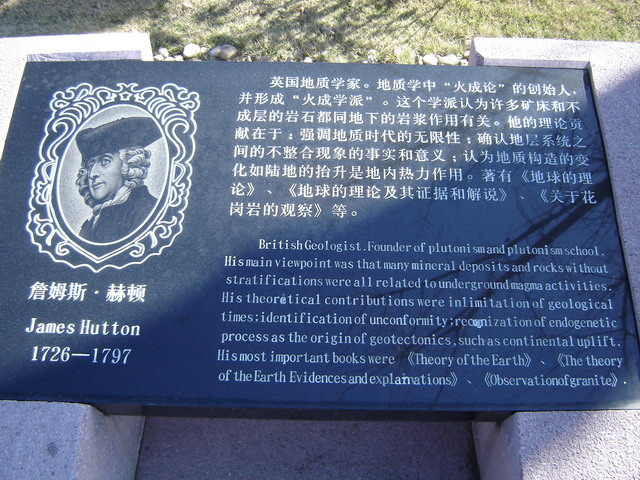 英国地质学家。地质学中“火成论”的创始人,
并形成“火成学派”。这个学派认为许多矿床和不
成层的岩石都同地下的岩浆作用有关。他的理论贡
献在于：强调地质时代的无限性；确认地层系统之
间的不整合现象的事实和意义；认为地质构造的变
化如陆地的抬升是地内热力作用。著有《地球的理
论》、《地球的理论及其证据和解说》、《关于花
岗岩的观察》等。
British Geologist. Founder of plutonism and plutonism school.
His main viewpoint was that many mineral deposits and rocks without
stratifications were all related to underground magma activities.
His theoretical contributions were in limitation of geological
times; identification of unconformity; recognization of endogenetic
process as the origin of geotectonics, such as continental uplift.
His most important books were 《Theory of the Earth》、《The theory
of the Earth Evidences and explainations》、《Observation of granite》.
詹姆斯·赫顿
James Hutton
1726—1797